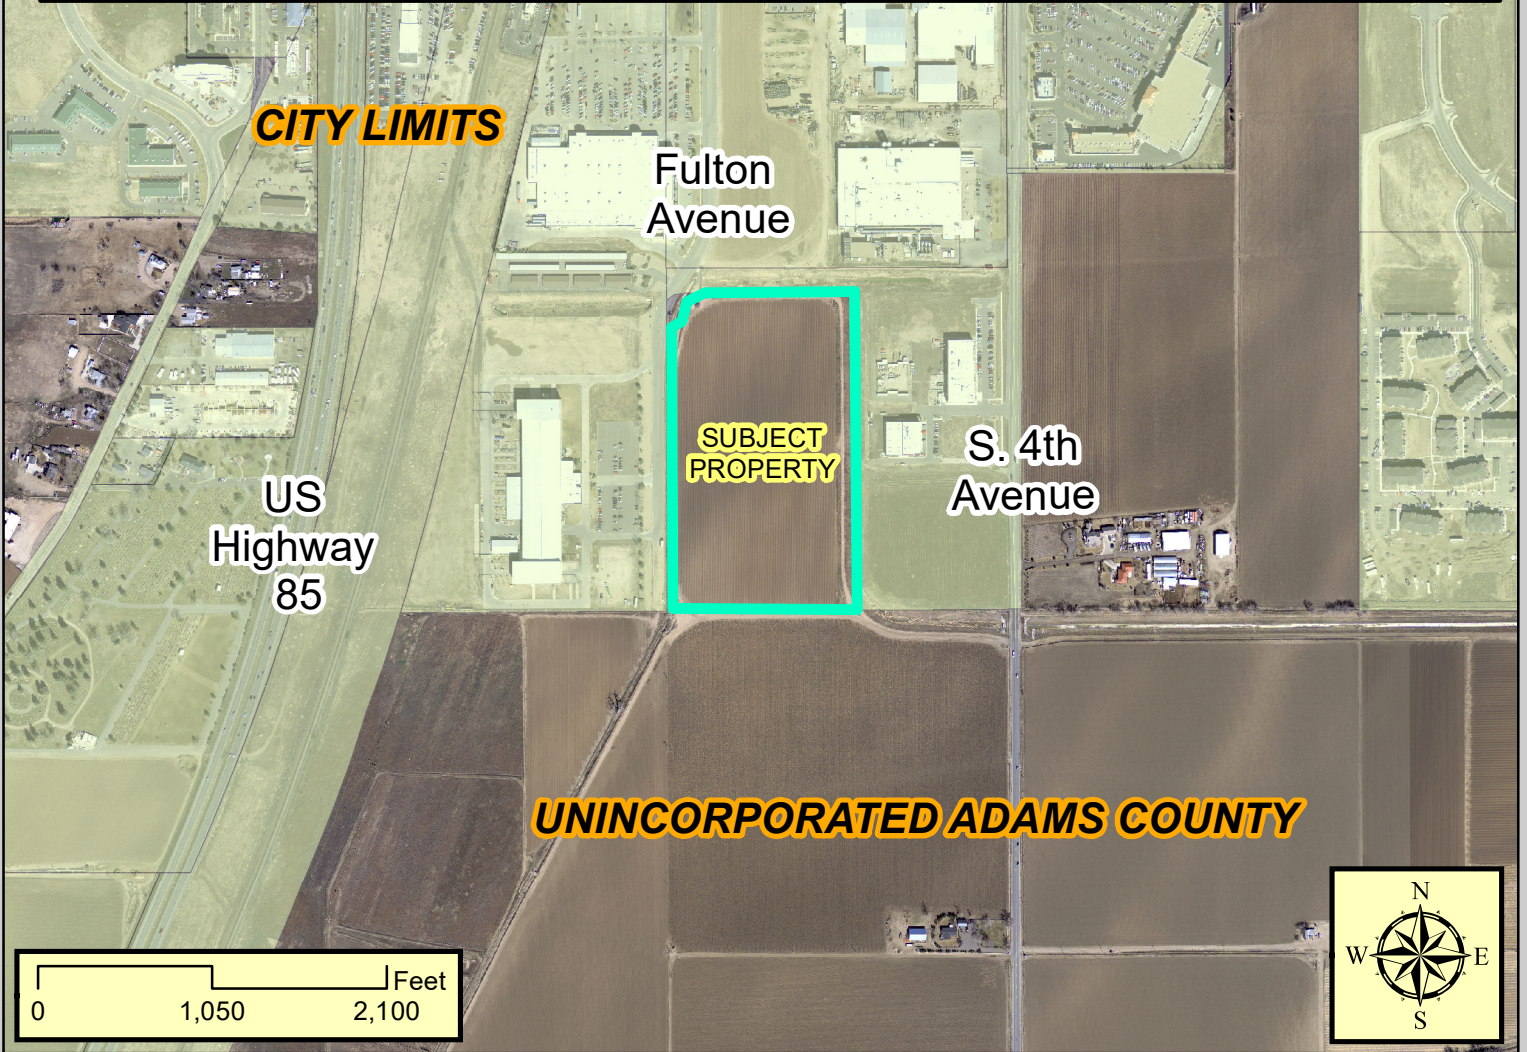 CITY LIMITS
Fulton
Avenue
SUBJECT
PROPERTY
S. 4th
Avenue
US
Highway
85
UNINCORPORATED ADAMS COUNTY
Feet
0 1,050 2,100
N
W E
S